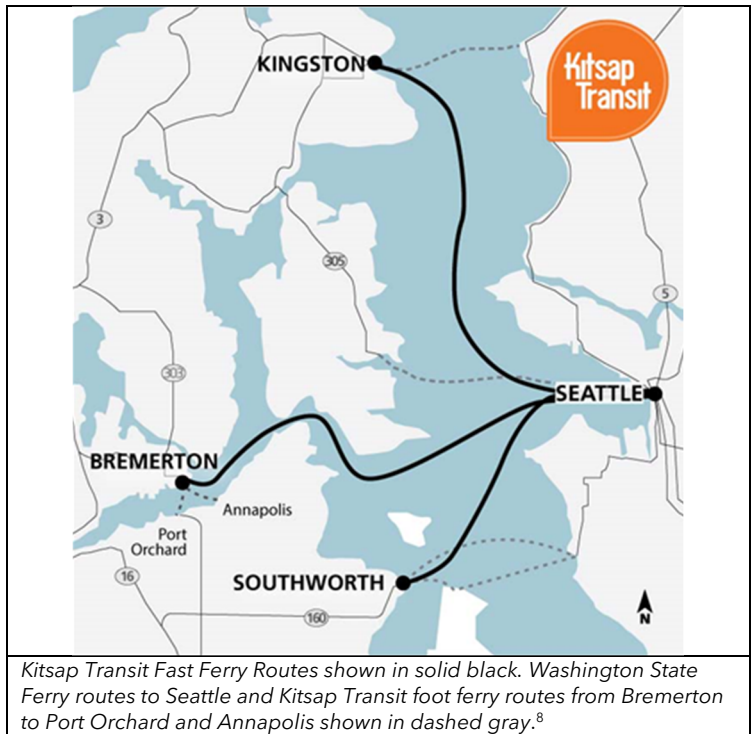 KINGSTON
Kitsap
Transit
3
305
5
303
SEATTLE
BREMERTON
Annapolis
Port
Orchard
16
SOUTHWORTH
160
N
Kitsap Transit Fast Ferry Routes shown in solid black. Washington State
Ferry routes to Seattle and Kitsap Transit foot ferry routes from Bremerton
to Port Orchard and Annapolis shown in dashed gray.⁸